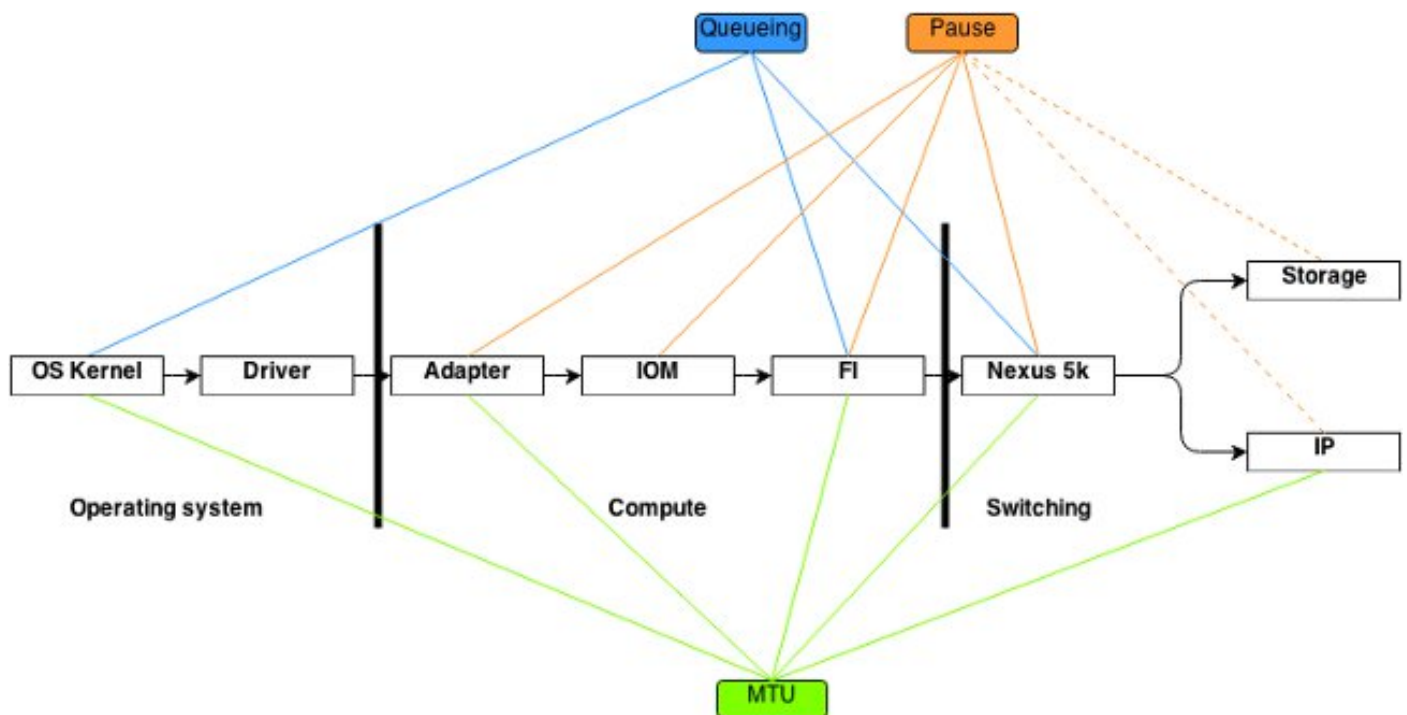 Queueing
Pause
Storage
OS Kernel
Driver
Adapter
IOM
FI
Nexus 5k
IP
Operating system
Compute
Switching
MTU